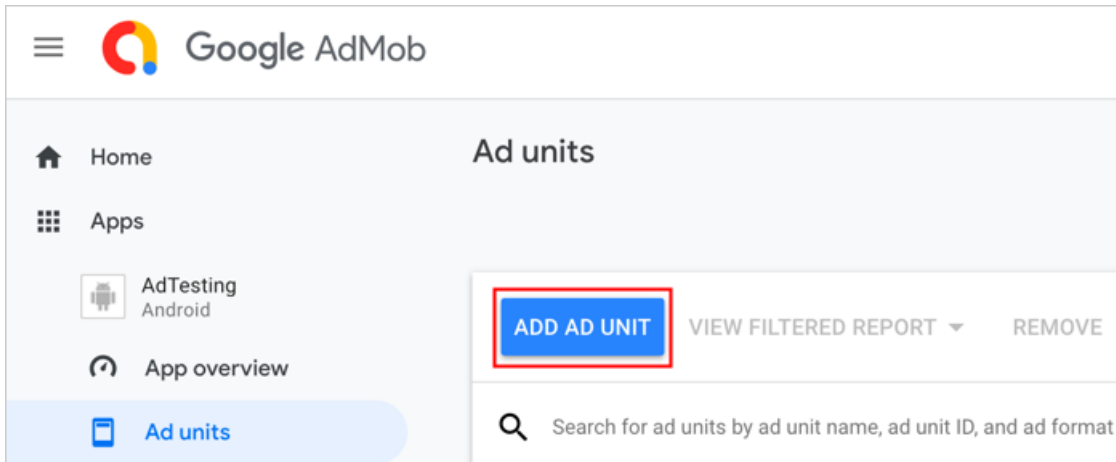 Google AdMob
Home
Apps
AdTesting
Android
App overview
Ad units
Ad units
ADD AD UNIT
VIEW FILTERED REPORT
REMOVE
Search for ad units by ad unit name, ad unit ID, and ad format